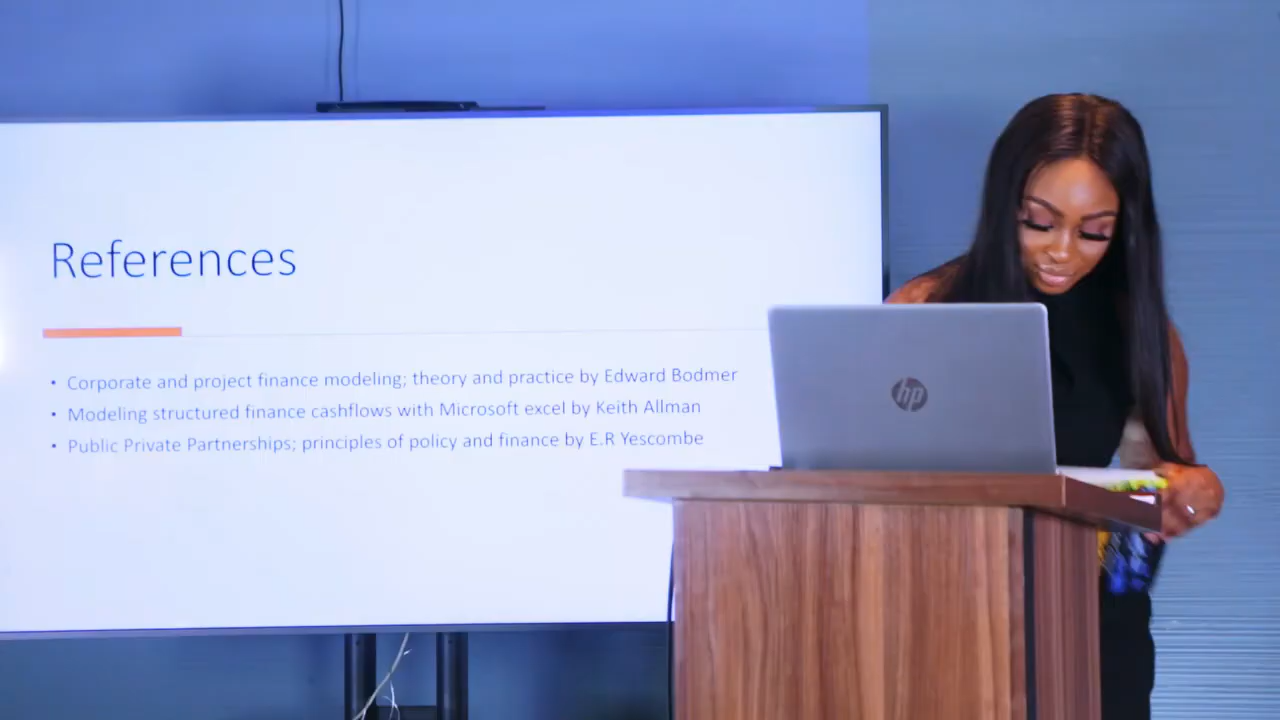 References
• Corporate and project finance modeling; theory and practice by Edward Bodmer
• Modeling structured finance cashflows with Microsoft excel by Keith Allman
• Public Private Partnerships; principles of policy and finance by E.R Yescombe
hp